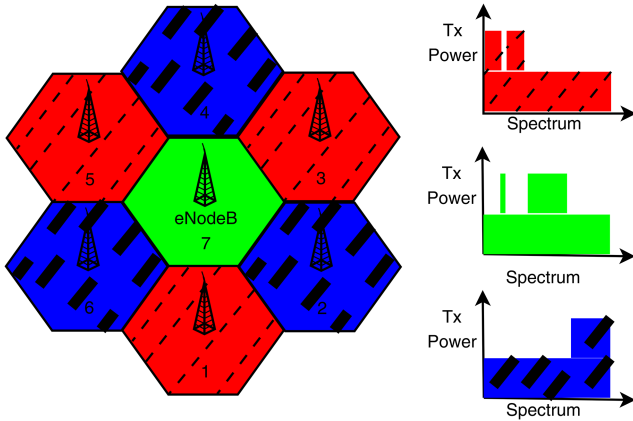 4
5
3
eNodeB
7
6
2
1
Tx
Power
Spectrum
Tx
Power
Spectrum
Tx
Power
Spectrum